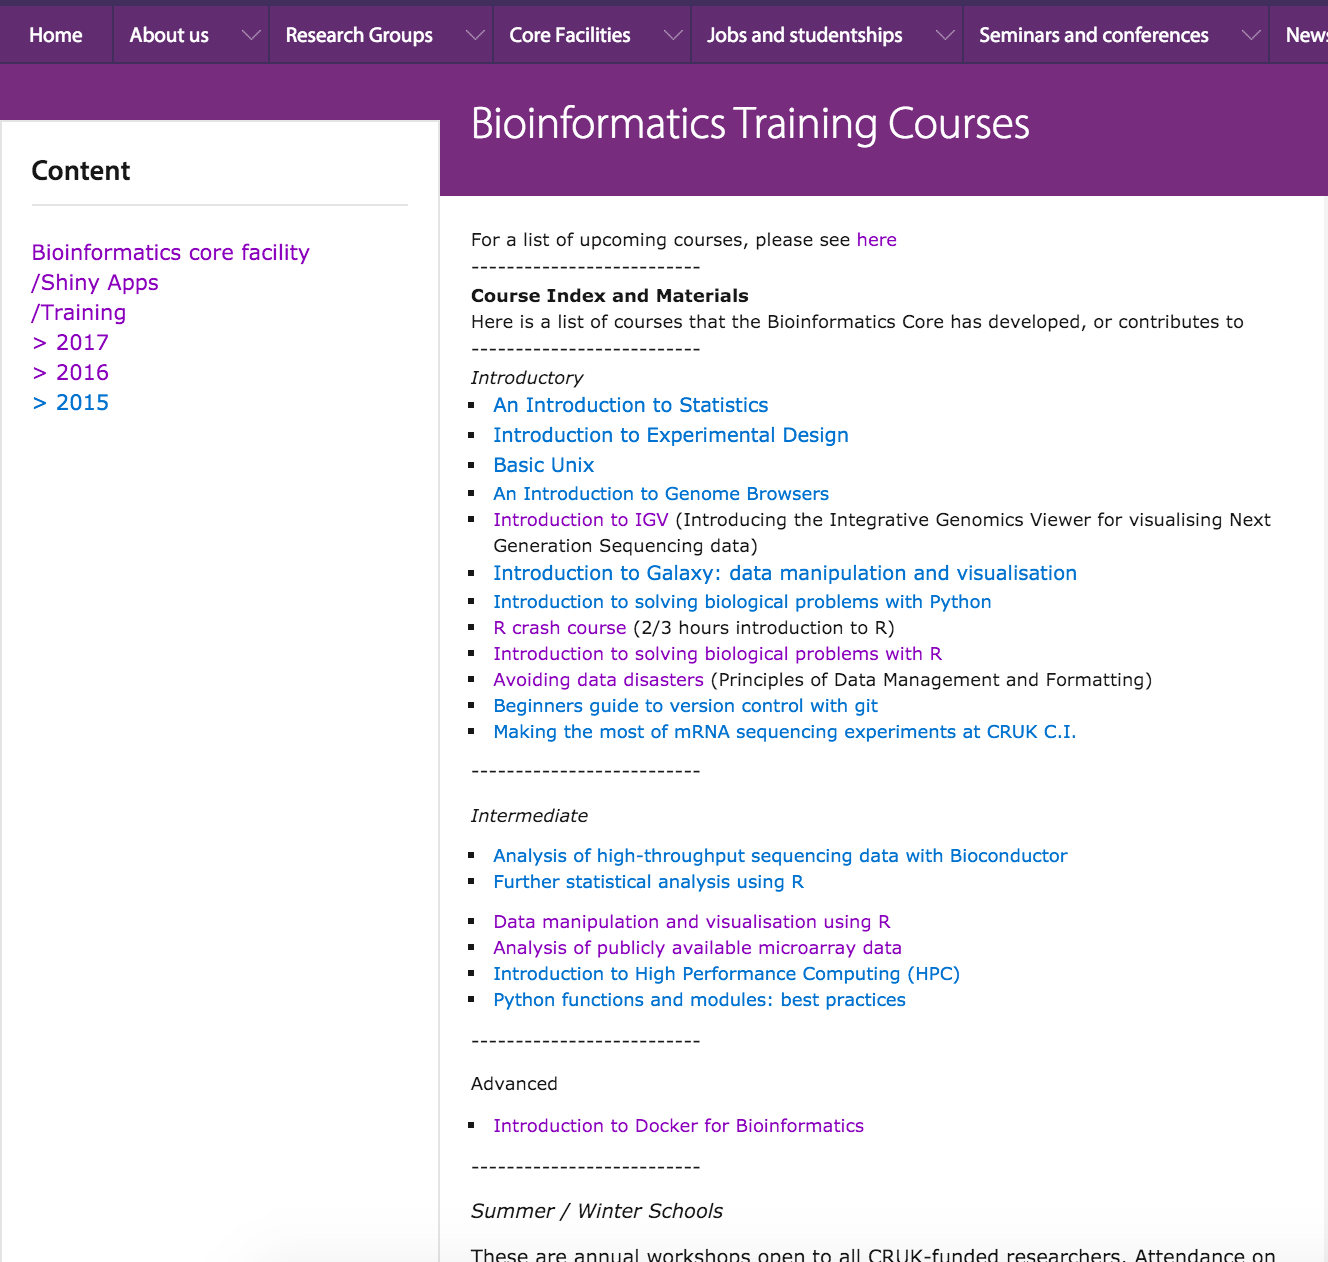 Home
About us
Research Groups
Core Facilities
Jobs and studentships
Seminars and conferences
News
Bioinformatics Training Courses
Content
Bioinformatics core facility
/Shiny Apps
/Training
> 2017
> 2016
> 2015
For a list of upcoming courses, please see here
--------------------------
Course Index and Materials
Here is a list of courses that the Bioinformatics Core has developed, or contributes to
--------------------------
Introductory
▪ An Introduction to Statistics
▪ Introduction to Experimental Design
▪ Basic Unix
▪ An Introduction to Genome Browsers
▪ Introduction to IGV (Introducing the Integrative Genomics Viewer for visualising Next
Generation Sequencing data)
▪ Introduction to Galaxy: data manipulation and visualisation
▪ Introduction to solving biological problems with Python
▪ R crash course (2/3 hours introduction to R)
▪ Introduction to solving biological problems with R
▪ Avoiding data disasters (Principles of Data Management and Formatting)
▪ Beginners guide to version control with git
▪ Making the most of mRNA sequencing experiments at CRUK C.I.
--------------------------
Intermediate
▪ Analysis of high-throughput sequencing data with Bioconductor
▪ Further statistical analysis using R
▪ Data manipulation and visualisation using R
▪ Analysis of publicly available microarray data
▪ Introduction to High Performance Computing (HPC)
▪ Python functions and modules: best practices
--------------------------
Advanced
▪ Introduction to Docker for Bioinformatics
--------------------------
Summer / Winter Schools
These are annual workshops open to all CRUK-funded researchers. Attendance on